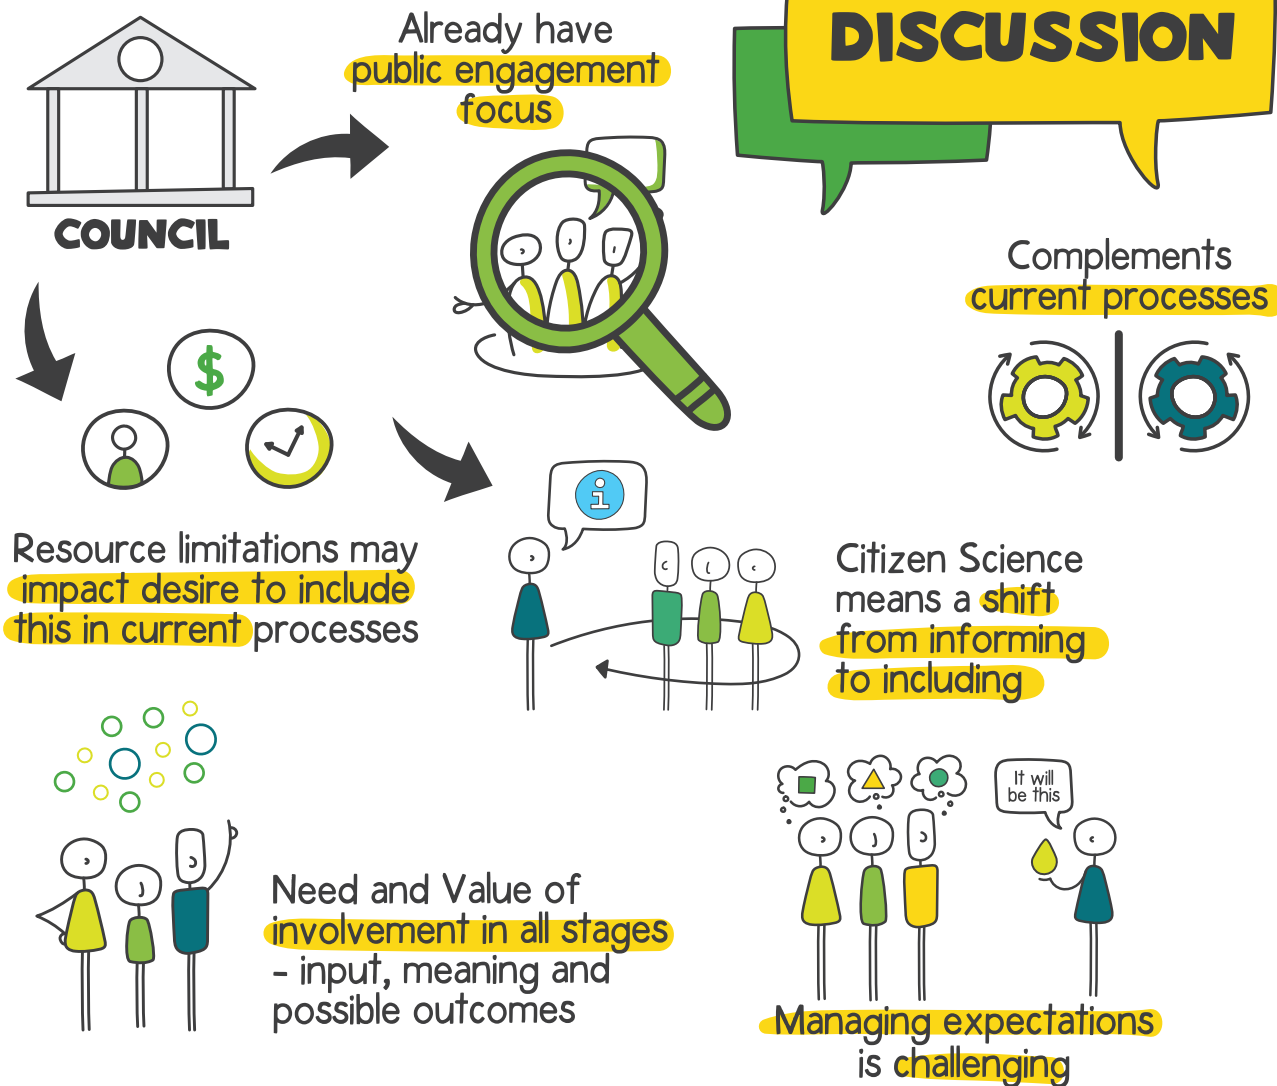 DISCUSSION
COUNCIL
Already have
public engagement
focus
Complements
current processes
$
Resource limitations may
impact desire to include
this in current processes
i
Citizen Science
means a shift
from informing
to including
Need and Value of
involvement in all stages
- input, meaning and
possible outcomes
It will
be this
Managing expectations
is challenging